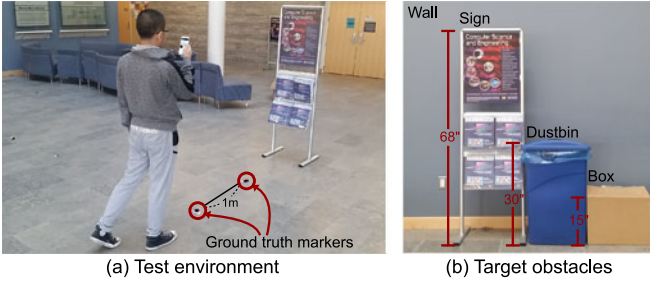 1m
Ground truth markers
(a) Test environment
Wall
Sign
Computer Science
and Engineering
68"
Dustbin
30"
Box
15"
(b) Target obstacles